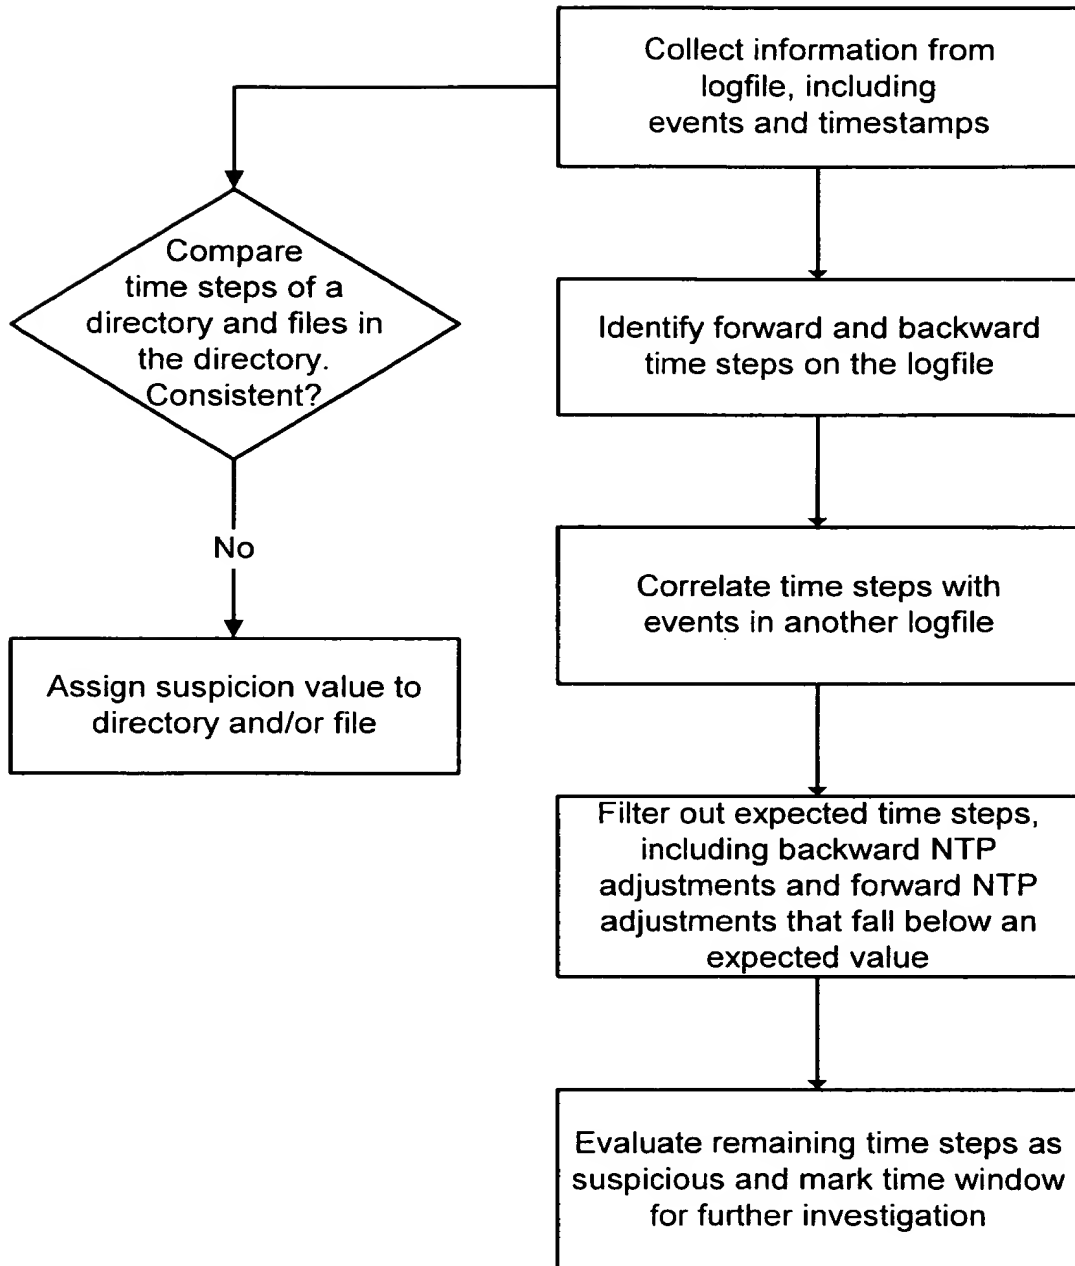 Collect information from
logfile, including
events and timestamps
Compare
time steps of a
directory and files in
the directory.
Consistent?
Identify forward and backward
time steps on the logfile
No
Correlate time steps with
events in another logfile
Assign suspicion value to
directory and/or file
Filter out expected time steps,
including backward NTP
adjustments and forward NTP
adjustments that fall below an
expected value
Evaluate remaining time steps as
suspicious and mark time window
for further investigation